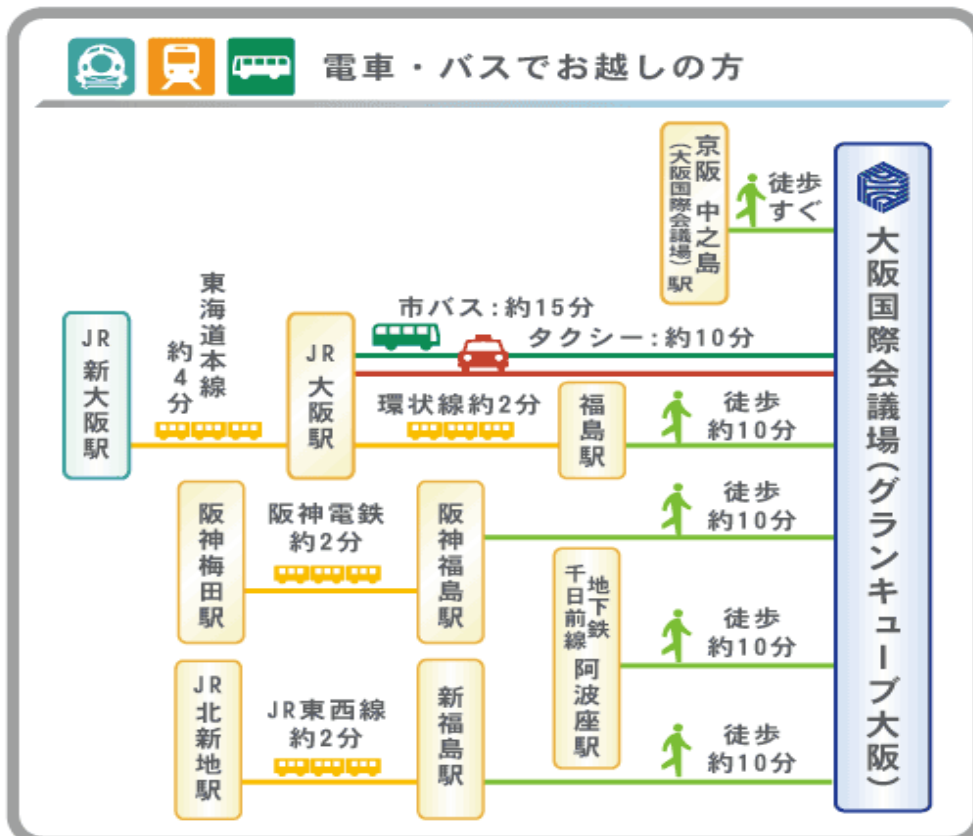 電車・バスでお越しの方
京阪 中之島
(大阪国際会議場)駅
徒歩
すぐ
大阪国際会議場(グランキューブ大阪)
東海道本線
約4分
市バス:約15分
タクシー:約10分
JR 新大阪駅
JR 大阪駅
環状線約2分
福島駅
徒歩
約10分
阪神梅田駅
阪神電鉄
約2分
阪神福島駅
徒歩
約10分
地下鉄
千日前線
阿波座駅
徒歩
約10分
JR北新地駅
JR東西線
約2分
新福島駅
徒歩
約10分